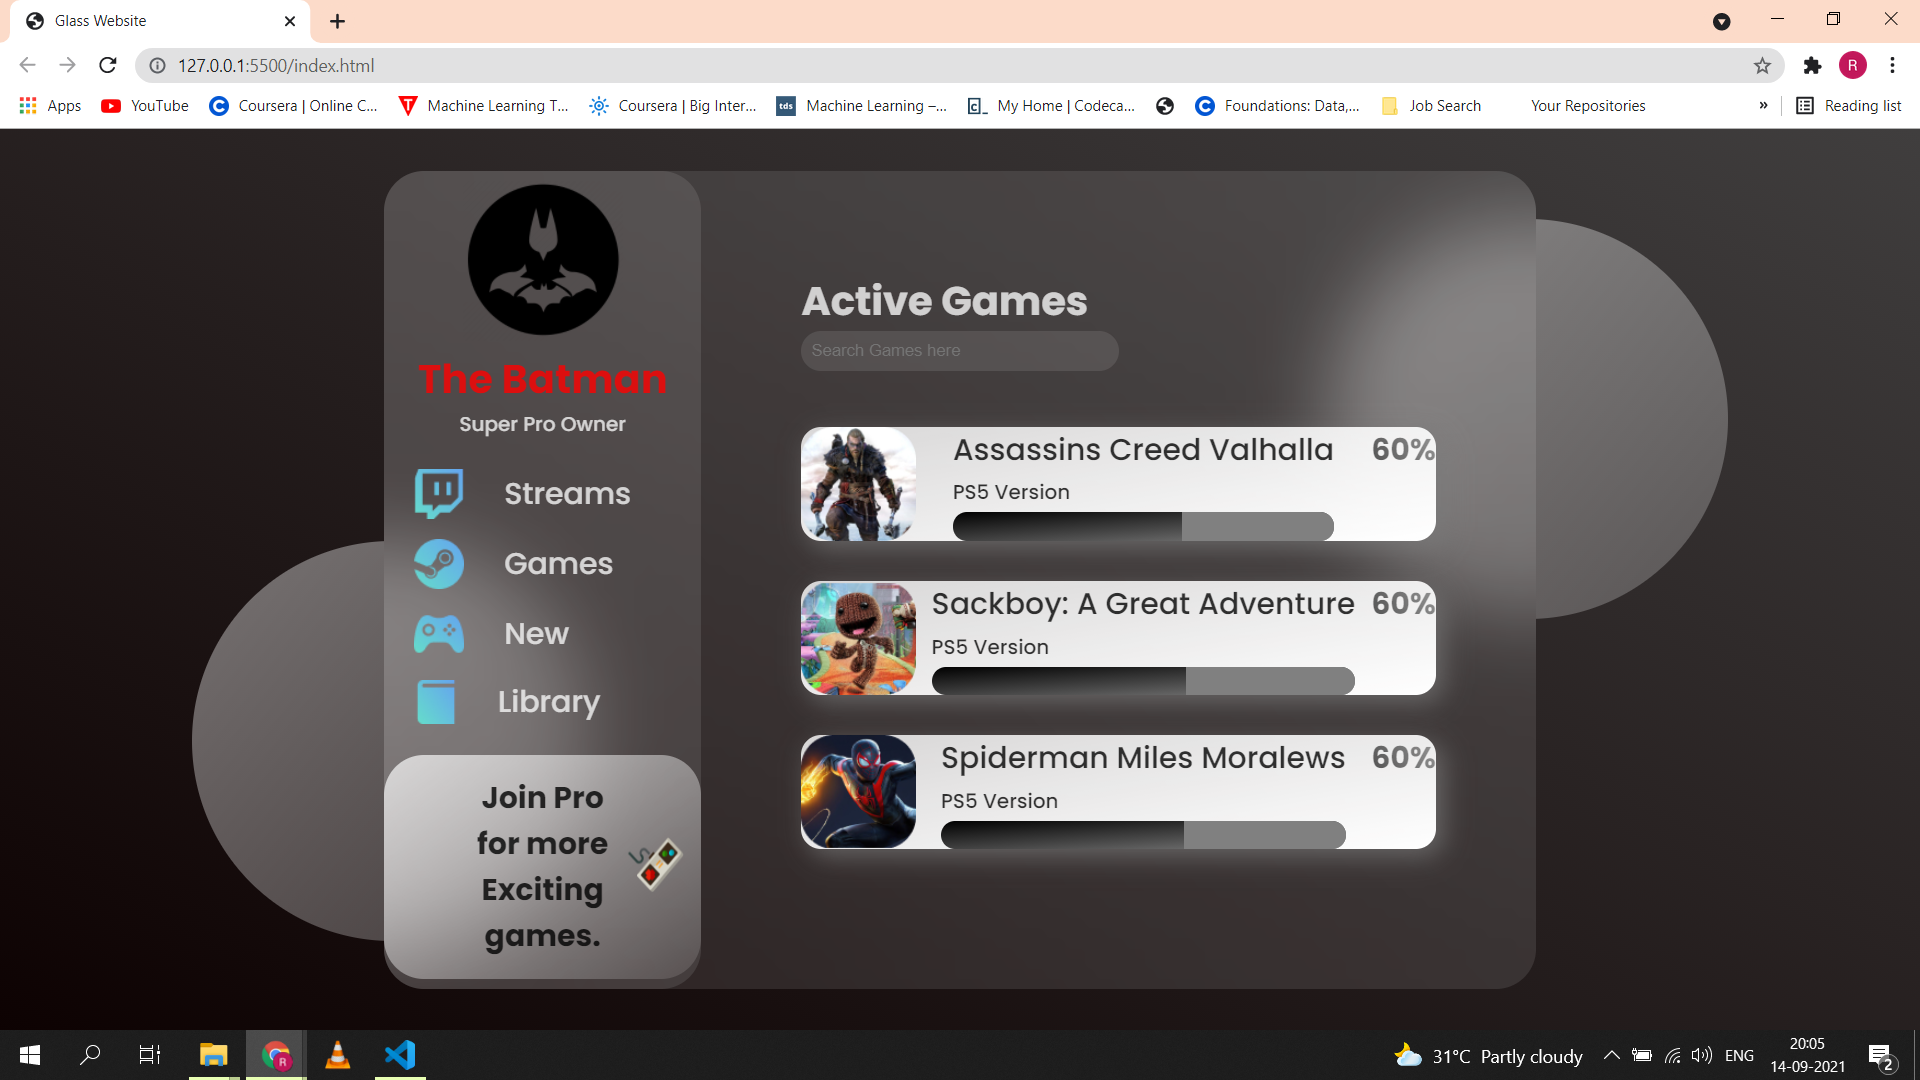 Glass Website
127.0.0.1:5500/index.html
R
Apps
YouTube
Coursera | Online C...
Machine Learning T...
Coursera | Big Inter...
tds
Machine Learning –...
My Home | Codeca...
Foundations: Data,...
Job Search
Your Repositories
»
Reading list
The Batman
Super Pro Owner
Streams
Games
New
Library
Join Pro
for more
Exciting
games.
Active Games
Search Games here
Assassins Creed Valhalla 60%
PS5 Version
Sackboy: A Great Adventure 60%
PS5 Version
Spiderman Miles Moralews 60%
PS5 Version
R
31°C Partly cloudy
ENG
20:05
14-09-2021
2